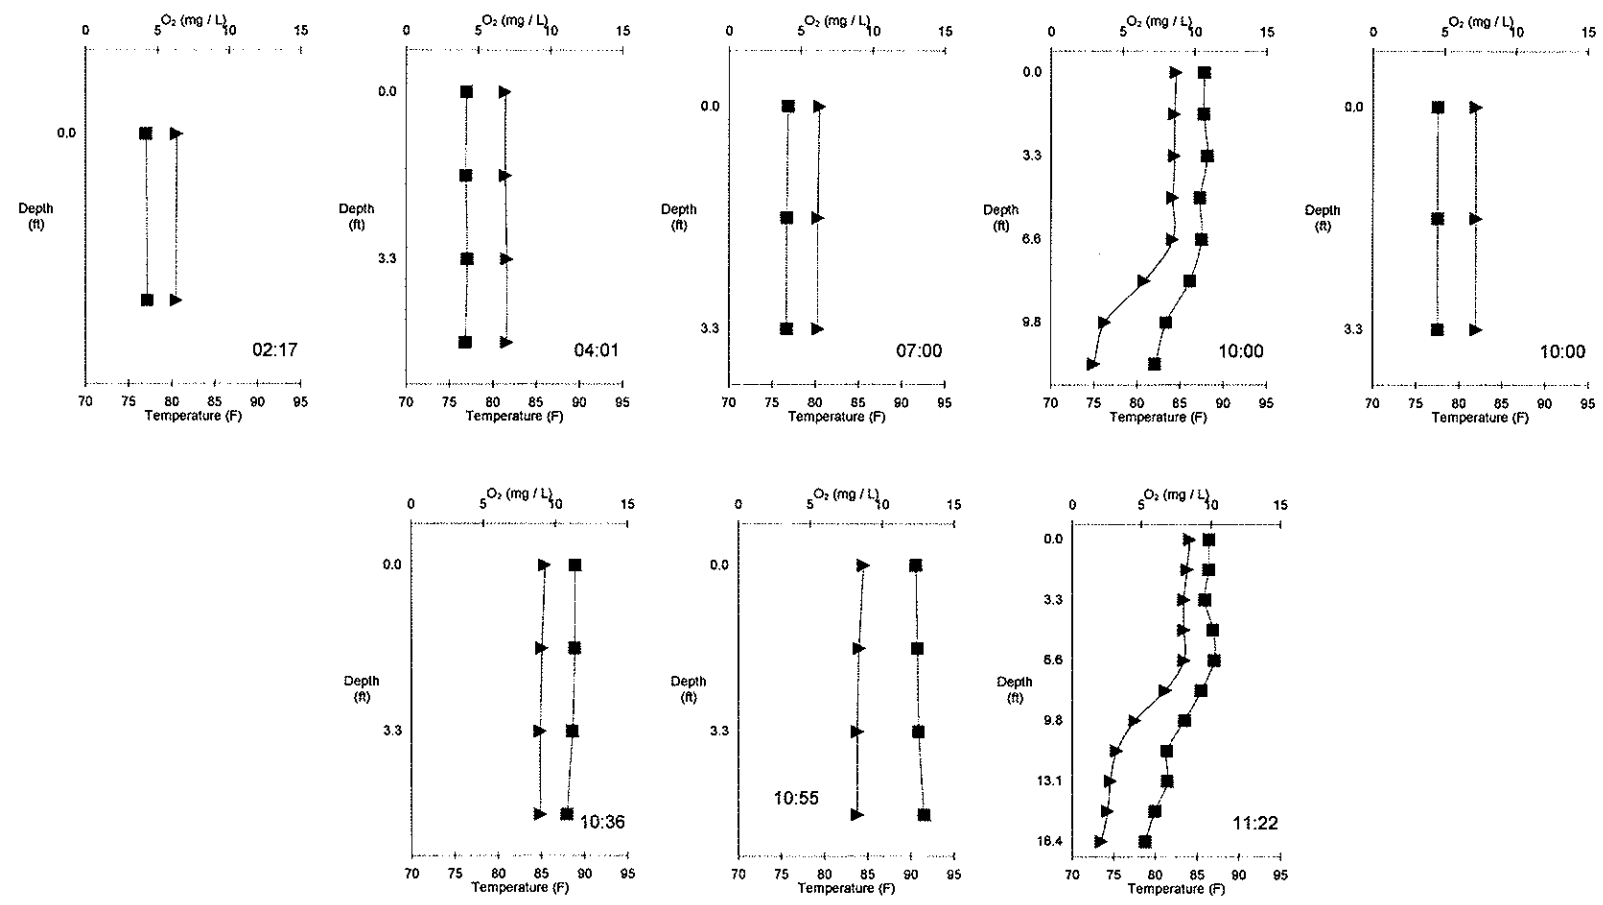 O₂ (mg / L)
0 5 10 15
0.0
Depth
(ft)
02:17
70 75 80 85 90 95
Temperature (F)
O₂ (mg / L)
0 5 10 15
0.0
Depth
(ft)
3.3
04:01
70 75 80 85 90 95
Temperature (F)
O₂ (mg / L)
0 5 10 15
0.0
Depth
(ft)
3.3
07:00
70 75 80 85 90 95
Temperature (F)
O₂ (mg / L)
0 5 10 15
0.0
3.3
Depth
(ft)
6.6
9.8
10:00
70 75 80 85 90 95
Temperature (F)
O₂ (mg / L)
0 5 10 15
0.0
Depth
(ft)
3.3
10:00
70 75 80 85 90 95
Temperature (F)
O₂ (mg / L)
0 5 10 15
0.0
Depth
(ft)
3.3
10:36
70 75 80 85 90 95
Temperature (F)
O₂ (mg / L)
0 5 10 15
0.0
Depth
(ft)
3.3
10:55
70 75 80 85 90 95
Temperature (F)
O₂ (mg / L)
0 5 10 15
0.0
3.3
6.6
Depth
(ft)
9.8
13.1
11:22
16.4
70 75 80 85 90 95
Temperature (F)